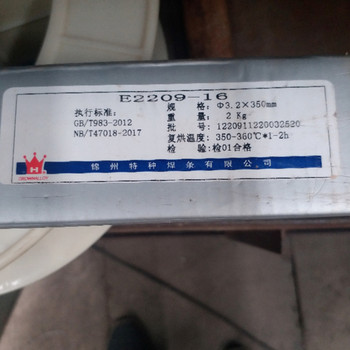 E2209-16
执行标准:
GB/T983-2012
NB/T47018-2017
规 格: Φ3.2×350mm
重 量: 2 Kg
批 号: 1220911220032520
复烘温度: 350-360℃*1-2h
检 验: 检01合格
锦州特种焊条有限公司
H